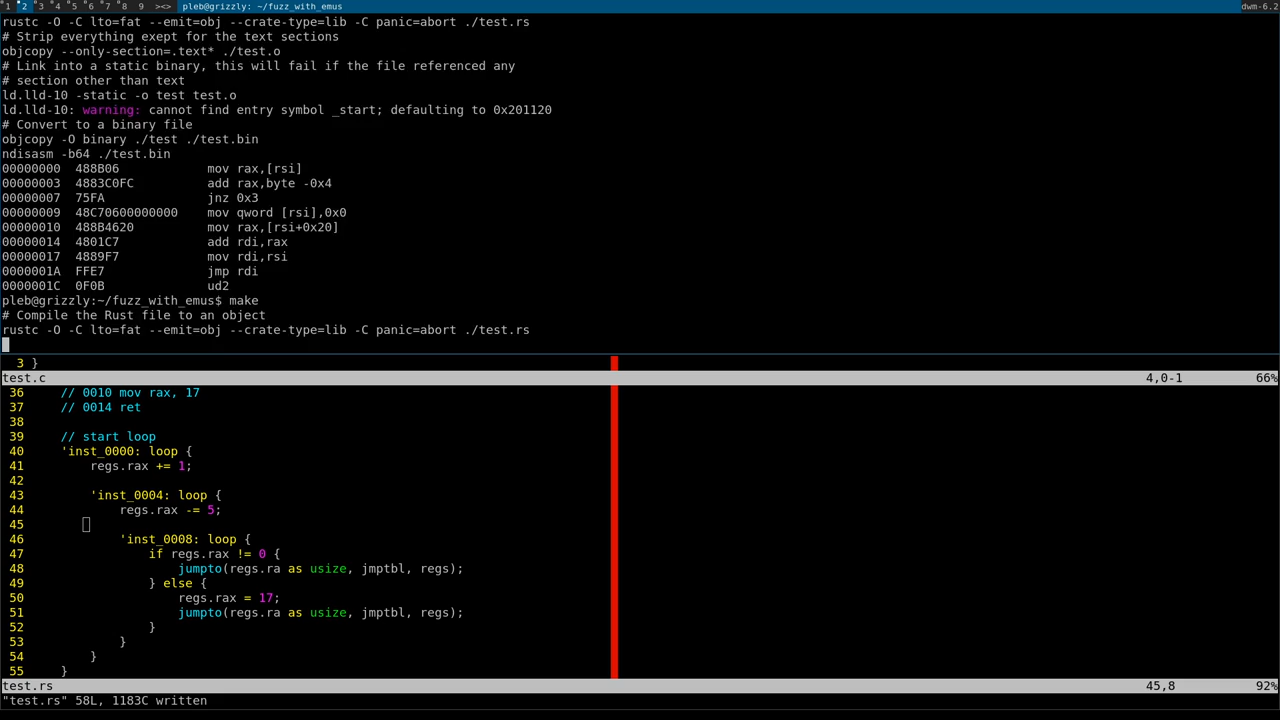 1 2 3 4 5 6 7 8 9 ><> pleb@grizzly: ~/fuzz_with_emus dwm-6.2
rustc -O -C lto=fat --emit=obj --crate-type=lib -C panic=abort ./test.rs
# Strip everything exept for the text sections
objcopy --only-section=.text* ./test.o
# Link into a static binary, this will fail if the file referenced any
# section other than text
ld.lld-10 -static -o test test.o
ld.lld-10: warning: cannot find entry symbol _start; defaulting to 0x201120
# Convert to a binary file
objcopy -O binary ./test ./test.bin
ndisasm -b64 ./test.bin
00000000 488B06 mov rax,[rsi]
00000003 4883C0FC add rax,byte -0x4
00000007 75FA jnz 0x3
00000009 48C70600000000 mov qword [rsi],0x0
00000010 488B4620 mov rax,[rsi+0x20]
00000014 4801C7 add rdi,rax
00000017 4889F7 mov rdi,rsi
0000001A FFE7 jmp rdi
0000001C 0F0B ud2
pleb@grizzly:~/fuzz_with_emus$ make
# Compile the Rust file to an object
rustc -O -C lto=fat --emit=obj --crate-type=lib -C panic=abort ./test.rs
3 }
test.c 4,0-1 66%
36 // 0010 mov rax, 17
37 // 0014 ret
38
39 // start loop
40 'inst_0000: loop {
41 regs.rax += 1;
42
43 'inst_0004: loop {
44 regs.rax -= 5;
45
46 'inst_0008: loop {
47 if regs.rax != 0 {
48 jumpto(regs.ra as usize, jmptbl, regs);
49 } else {
50 regs.rax = 17;
51 jumpto(regs.ra as usize, jmptbl, regs);
52 }
53 }
54 }
55 }
test.rs 45,8 92%
"test.rs" 58L, 1183C written